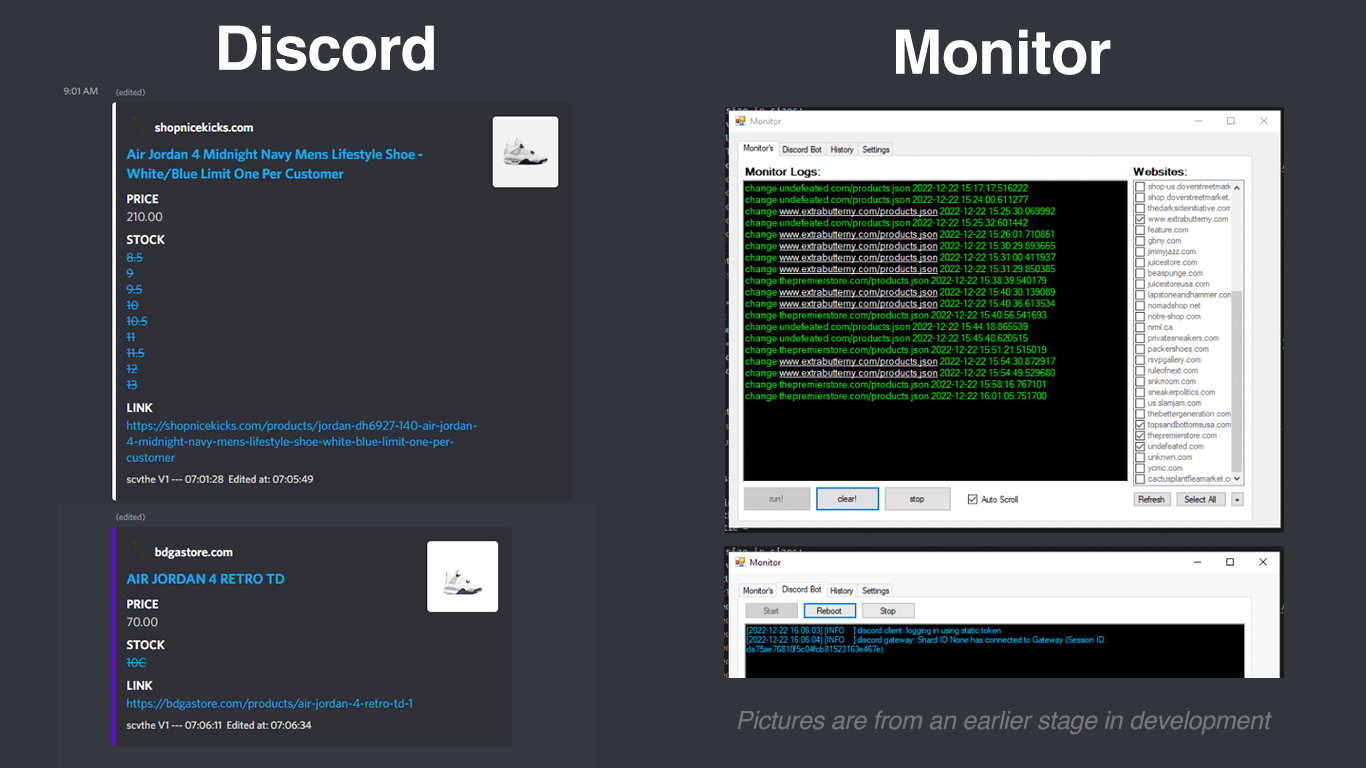 Discord
9:01 AM (edited)
shopnicekicks.com
Air Jordan 4 Midnight Navy Mens Lifestyle Shoe -
White/Blue Limit One Per Customer
PRICE
210.00
STOCK
8.5
9
9.5
10
10.5
11
11.5
12
13
LINK
https://shopnicekicks.com/products/jordan-dh6927-140-air-jordan-
4-midnight-navy-mens-lifestyle-shoe-white-blue-limit-one-per-
customer
scvthe V1 --- 07:01:28 Edited at: 07:05:49
(edited)
bdgastore.com
AIR JORDAN 4 RETRO TD
PRICE
70.00
STOCK
10C
LINK
https://bdgastore.com/products/air-jordan-4-retro-td-1
scvthe V1 --- 07:06:11 Edited at: 07:06:34
Monitor
Monitor
Monitor's Discord Bot History Settings
Monitor Logs:
change undefeated.com/products.json 2022-12-22 15:17:17.516222
change undefeated.com/products.json 2022-12-22 15:24:00.611277
change www.extrabutterny.com/products.json 2022-12-22 15:25:30.069992
change undefeated.com/products.json 2022-12-22 15:25:32.601442
change www.extrabutterny.com/products.json 2022-12-22 15:26:01.710851
change www.extrabutterny.com/products.json 2022-12-22 15:30:29.893655
change www.extrabutterny.com/products.json 2022-12-22 15:31:00.411937
change www.extrabutterny.com/products.json 2022-12-22 15:31:29.850385
change thepremierstore.com/products.json 2022-12-22 15:38:39.540179
change www.extrabutterny.com/products.json 2022-12-22 15:40:30.139089
change www.extrabutterny.com/products.json 2022-12-22 15:40:36.613534
change thepremierstore.com/products.json 2022-12-22 15:40:56.541693
change undefeated.com/products.json 2022-12-22 15:44:18.865539
change undefeated.com/products.json 2022-12-22 15:45:48.620515
change thepremierstore.com/products.json 2022-12-22 15:51:21.515019
change www.extrabutterny.com/products.json 2022-12-22 15:54:30.872917
change www.extrabutterny.com/products.json 2022-12-22 15:54:49.529680
change thepremierstore.com/products.json 2022-12-22 15:58:16.767101
change thepremierstore.com/products.json 2022-12-22 16:01:05.751700
Websites:
shop-us.doverstreetmark
shop.doverstreetmarket.
thedarksideinitiative.com
www.extrabutterny.com
feature.com
gbny.com
jimmyjazz.com
juicestore.com
beaspunge.com
juicestoreusa.com
lapstoneandhammer.com
nomadshop.net
notre-shop.com
nrml.ca
privatesneakers.com
packershoes.com
rsvpgallery.com
ruleofnext.com
snkrroom.com
sneakerpolitics.com
us.slamjam.com
thebettergeneration.com
topsandbottomsusa.com
thepremierstore.com
undefeated.com
unknwn.com
ycmc.com
cactusplantfleamarket.c
run! clear! stop Auto Scroll Refresh Select All +
Monitor
Monitor's Discord Bot History Settings
Start Reboot Stop
[2022-12-22 16:06:03] [INFO ] discord.client: logging in using static token
[2022-12-22 16:06:04] [INFO ] discord.gateway: Shard ID None has connected to Gateway (Session ID:
da75ae76810f5c04fcb81523163e467e).
Pictures are from an earlier stage in development